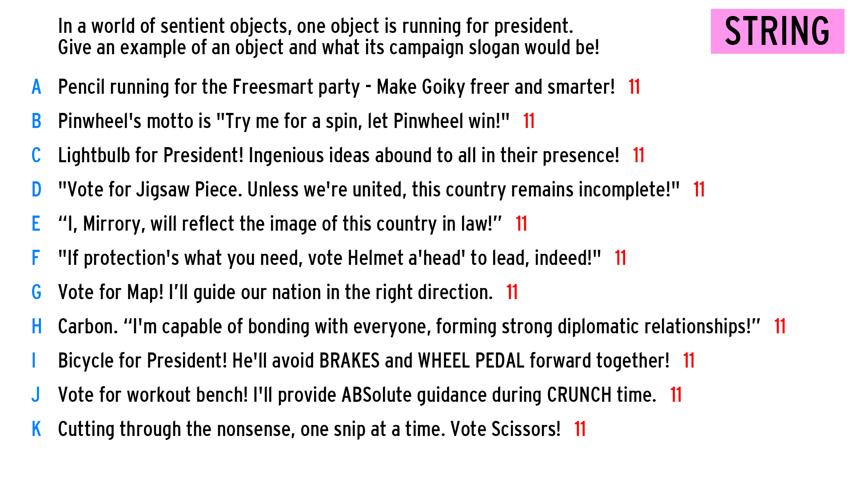 In a world of sentient objects, one object is running for president.
Give an example of an object and what its campaign slogan would be!
STRING
A Pencil running for the Freesmart party - Make Goiky freer and smarter! 11
B Pinwheel's motto is "Try me for a spin, let Pinwheel win!" 11
C Lightbulb for President! Ingenious ideas abound to all in their presence! 11
D "Vote for Jigsaw Piece. Unless we're united, this country remains incomplete!" 11
E “I, Mirrory, will reflect the image of this country in law!” 11
F "If protection's what you need, vote Helmet a'head' to lead, indeed!" 11
G Vote for Map! I’ll guide our nation in the right direction. 11
H Carbon. “I'm capable of bonding with everyone, forming strong diplomatic relationships!” 11
I Bicycle for President! He'll avoid BRAKES and WHEEL PEDAL forward together! 11
J Vote for workout bench! I'll provide ABSolute guidance during CRUNCH time. 11
K Cutting through the nonsense, one snip at a time. Vote Scissors! 11